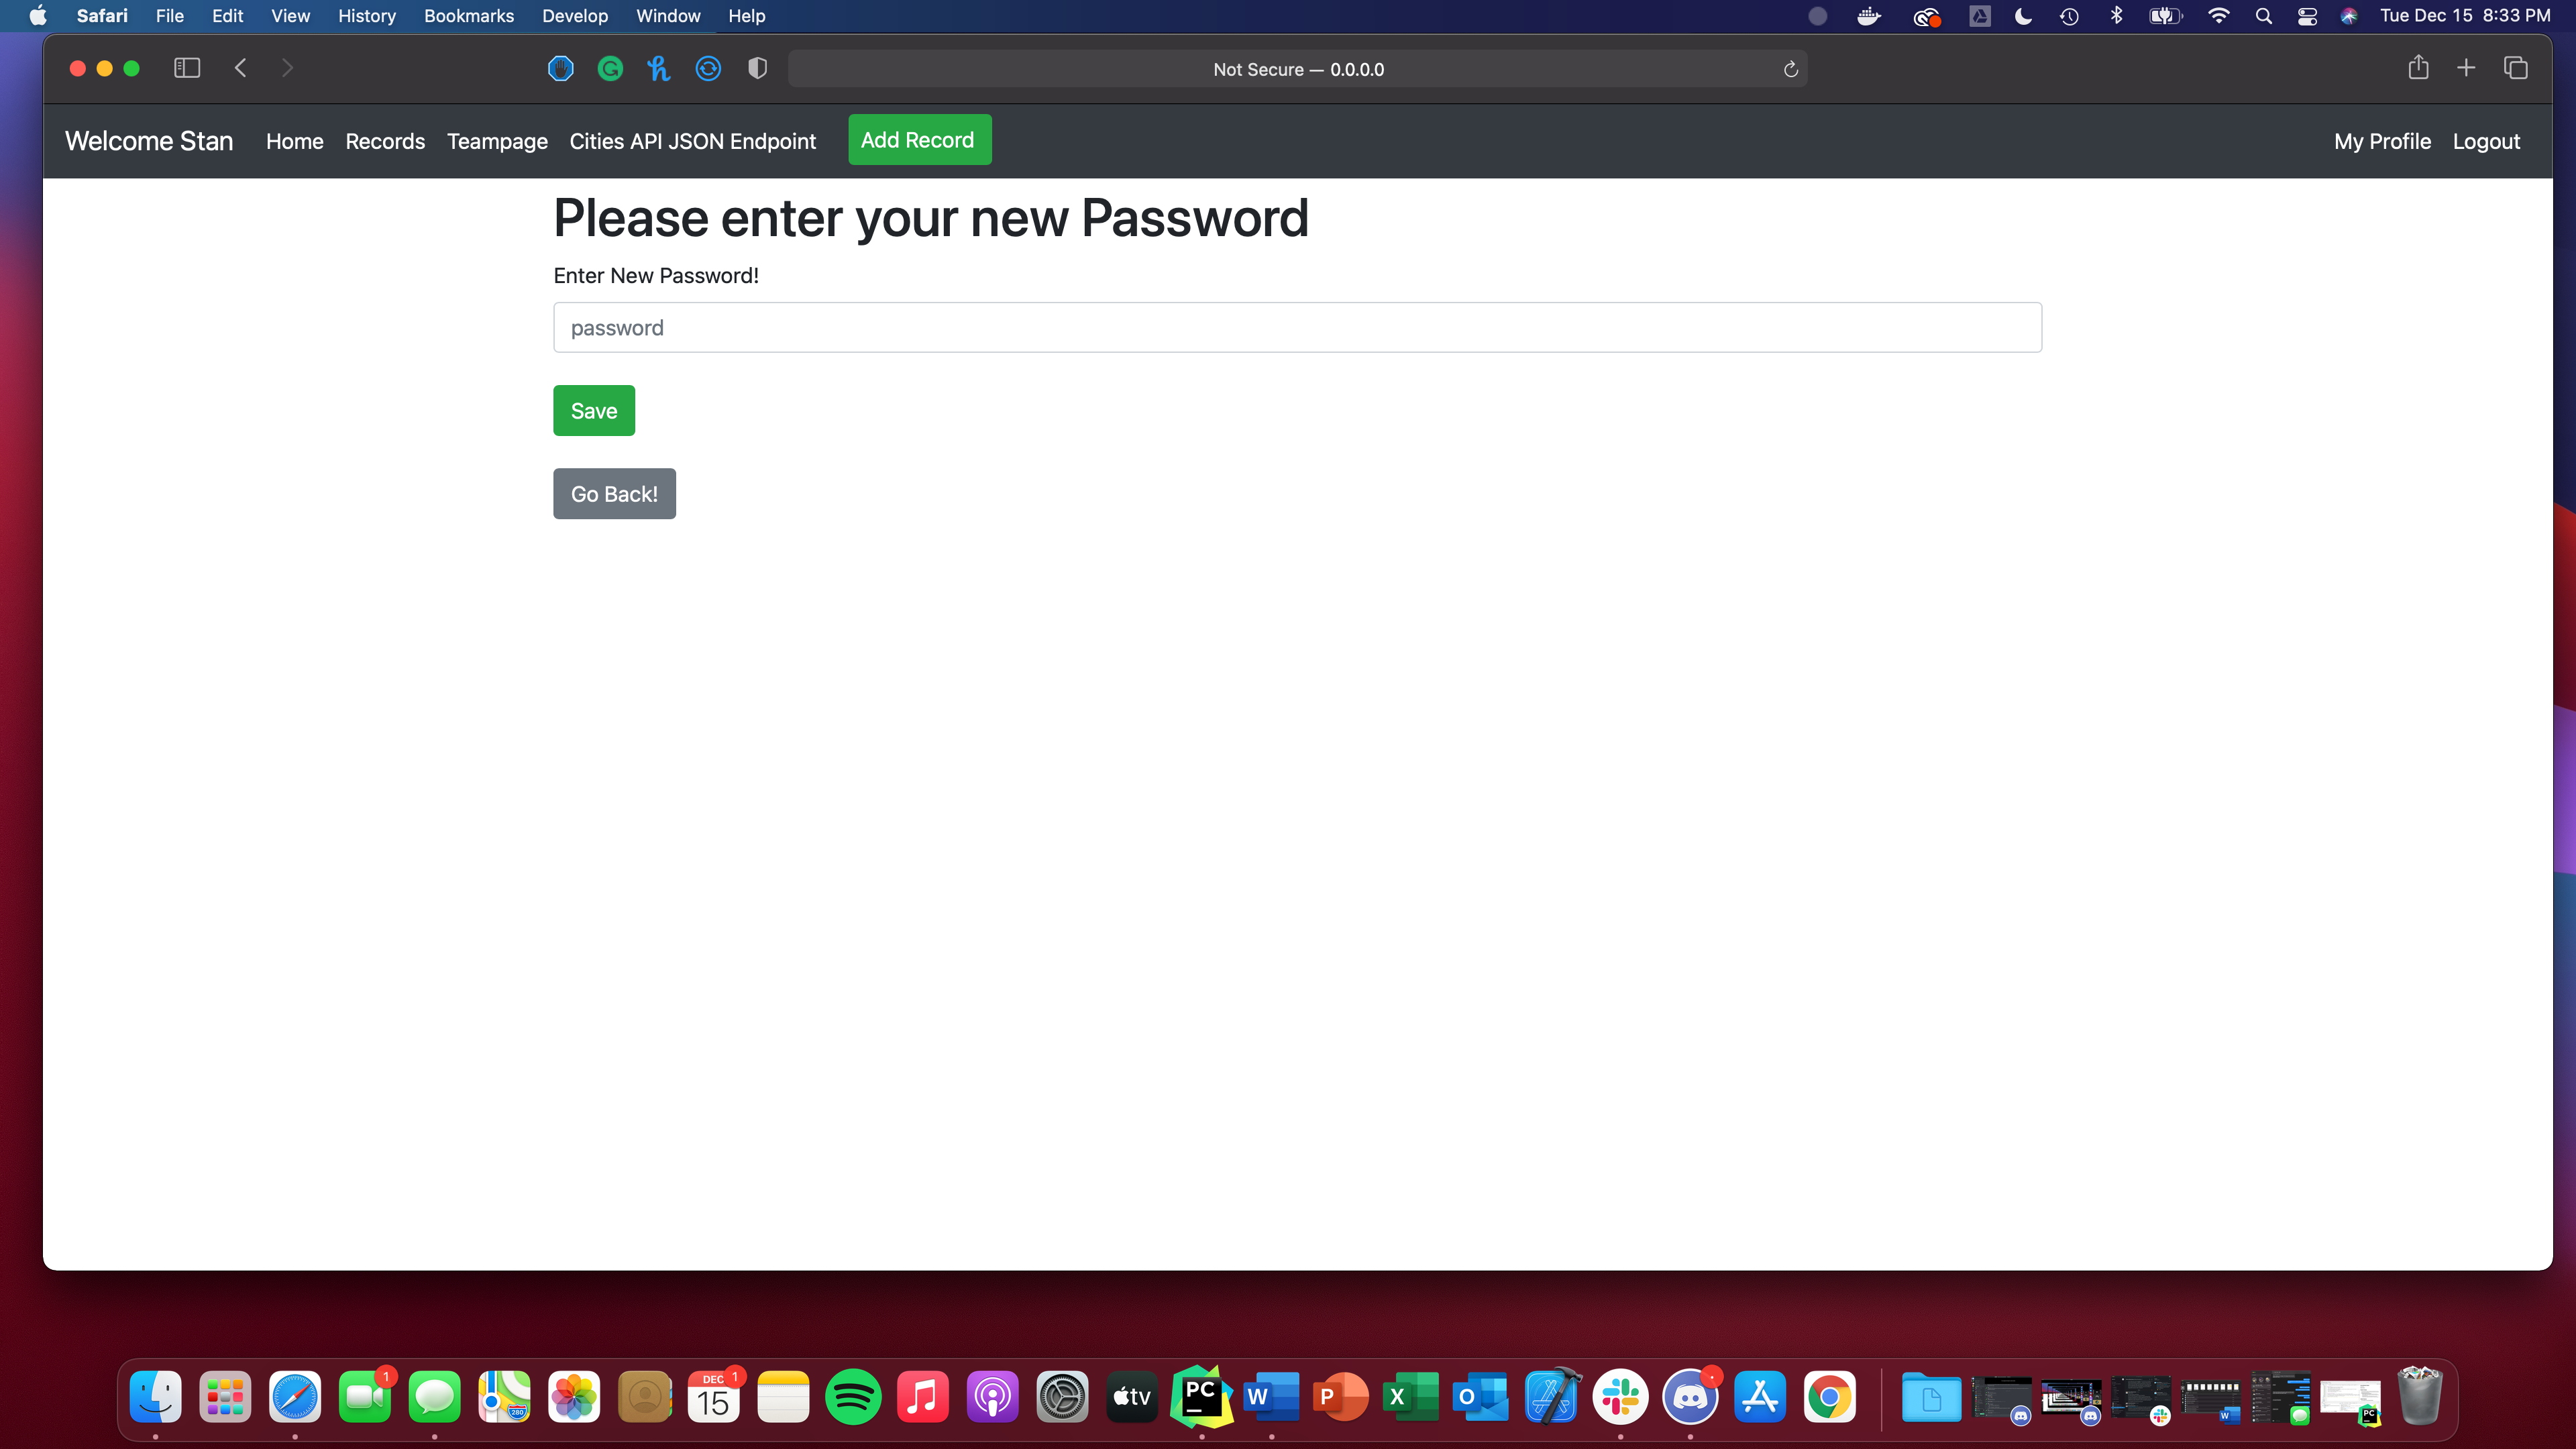 Safari File Edit View History Bookmarks Develop Window Help Tue Dec 15 8:33 PM
Not Secure — 0.0.0.0
Welcome Stan Home Records Teampage Cities API JSON Endpoint Add Record My Profile Logout
Please enter your new Password
Enter New Password!
password
Save
Go Back!
1 280 DEC 15 1 tv PC W P X O W PC